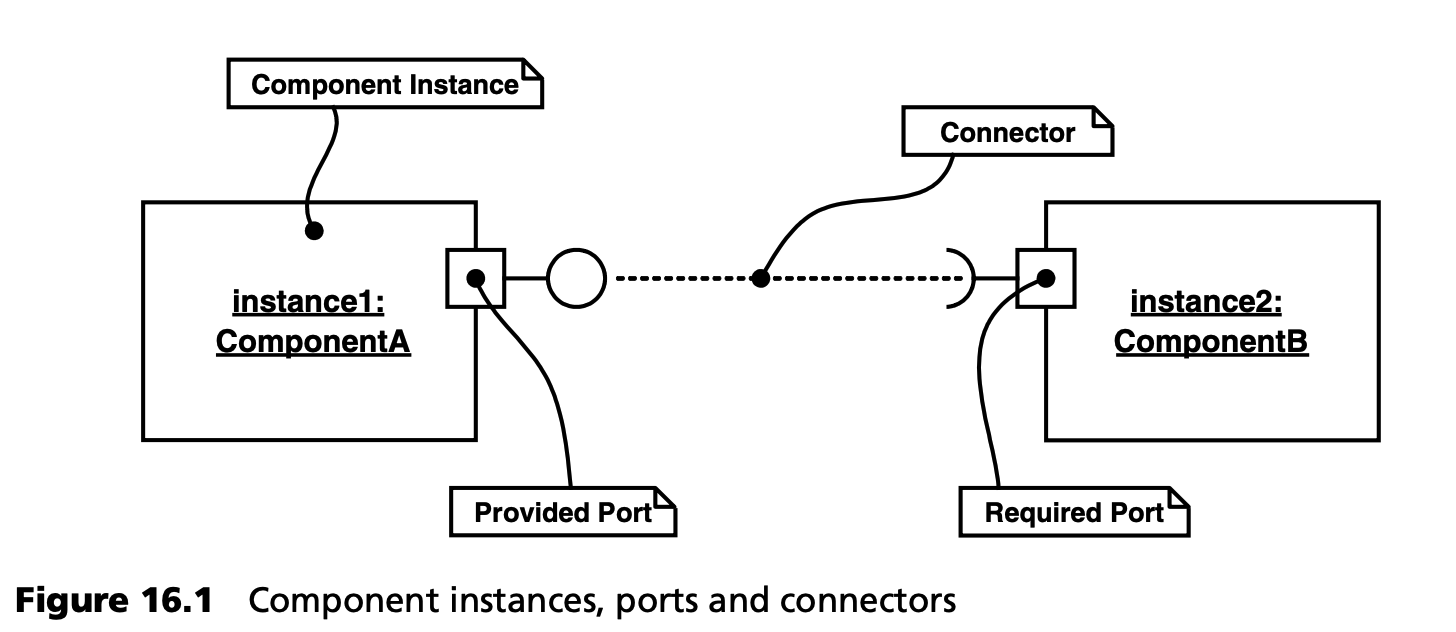 Component Instance
Connector
instance1:
ComponentA
instance2:
ComponentB
Provided Port
Required Port
Figure 16.1 Component instances, ports and connectors